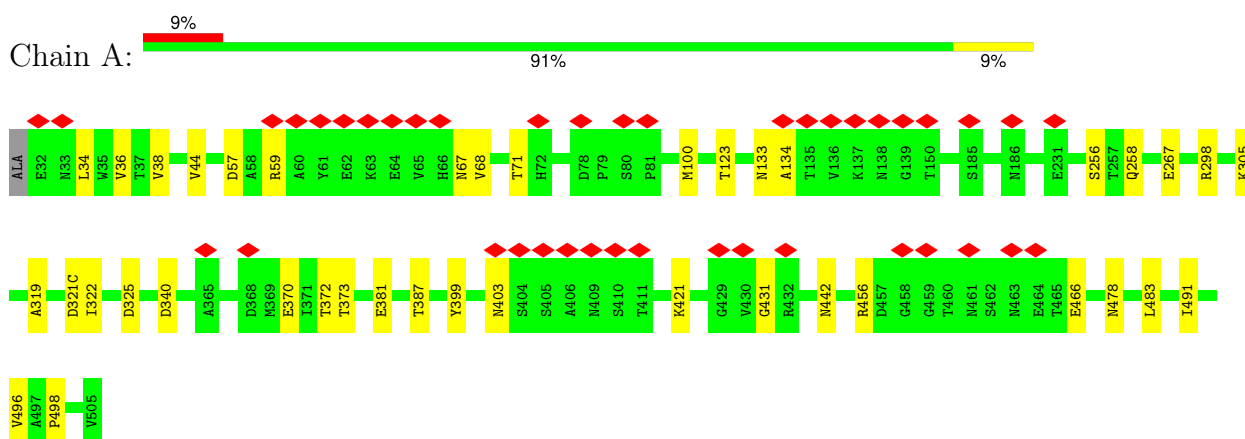 9%
Chain A:
91% 9%
ALA E32 N33 L34 W35 V36 T37 V38 V44 D57 A58 R59 A60 Y61 E62 K63 E64 V65 H66 N67 V68 T71 H72 D78 P79 S80 P81 M100 T123 N133 A134 T135 V136 K137 N138 G139 T150 S185 N186 E231 S256 T257 Q258 E267 R298 K305
A319 D321C I322 D325 D340 A365 D368 M369 E370 I371 T372 T373 E381 T387 Y399 N403 S404 S405 A406 N409 S410 T411 K421 G429 V430 G431 R432 N442 R456 D457 G458 G459 T460 N461 S462 N463 E464 T465 E466 N478 L483 I491
V496 A497 P498 V505